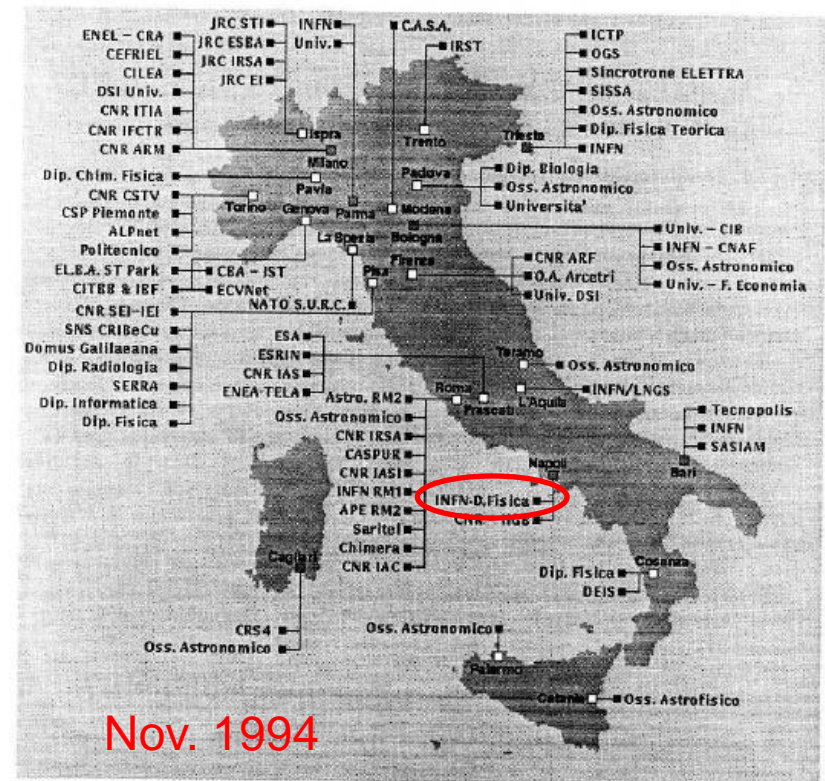 JRC STI
JRC ESBA
JRC IRSA
JRC EI
INFN
Univ.
C.A.S.A.
IRST
ENEL - CRA
CEFRIEL
CILEA
DSI Univ.
CNR ITIA
CNR IFCTR
CNR ARM
ICTP
OGS
Sincrotrone ELETTRA
SISSA
Oss. Astronomico
Dip. Fisica Teorica
INFN
Ispra
Milano
Trento
Trieste
Dip. Chim. Fisica
Pavia
Padova
Dip. Biologia
Oss. Astronomico
Universita'
CNR CSTV
CSP Piemonte
ALPnet
Politecnico
Torino
Genova
Parma
Modena
Bologna
Univ. - CIB
INFN - CNAF
Oss. Astronomico
Univ. - F. Economia
La Spezia
Firenze
Pisa
CNR ARF
O.A. Arcetri
Univ. DSI
EL.B.A. ST Park
CITBB & IBF
CBA - IST
ECVNet
NATO S.U.R.C.
CNR SEI-IEI
SNS CRIBeCu
Domus Galilaeana
Dip. Radiologia
SERRA
Dip. Informatica
Dip. Fisica
ESA
ESRIN
CNR IAS
ENEA-TELA
Teramo
Oss. Astronomico
L'Aquila
INFN/LNGS
Roma
Frascati
Astro. RM2
Oss. Astronomico
CNR IRSA
CASPUR
CNR IASI
INFN RM1
APE RM2
Saritel
Chimera
CNR IAC
Tecnopolis
INFN
SASIAM
Bari
Napoli
INFN-D.Fisica
CNR
Cosenza
Dip. Fisica
DEIS
Cagliari
CRS4
Oss. Astronomico
Oss. Astronomico
Palermo
Catania
Oss. Astrofisico
Nov. 1994